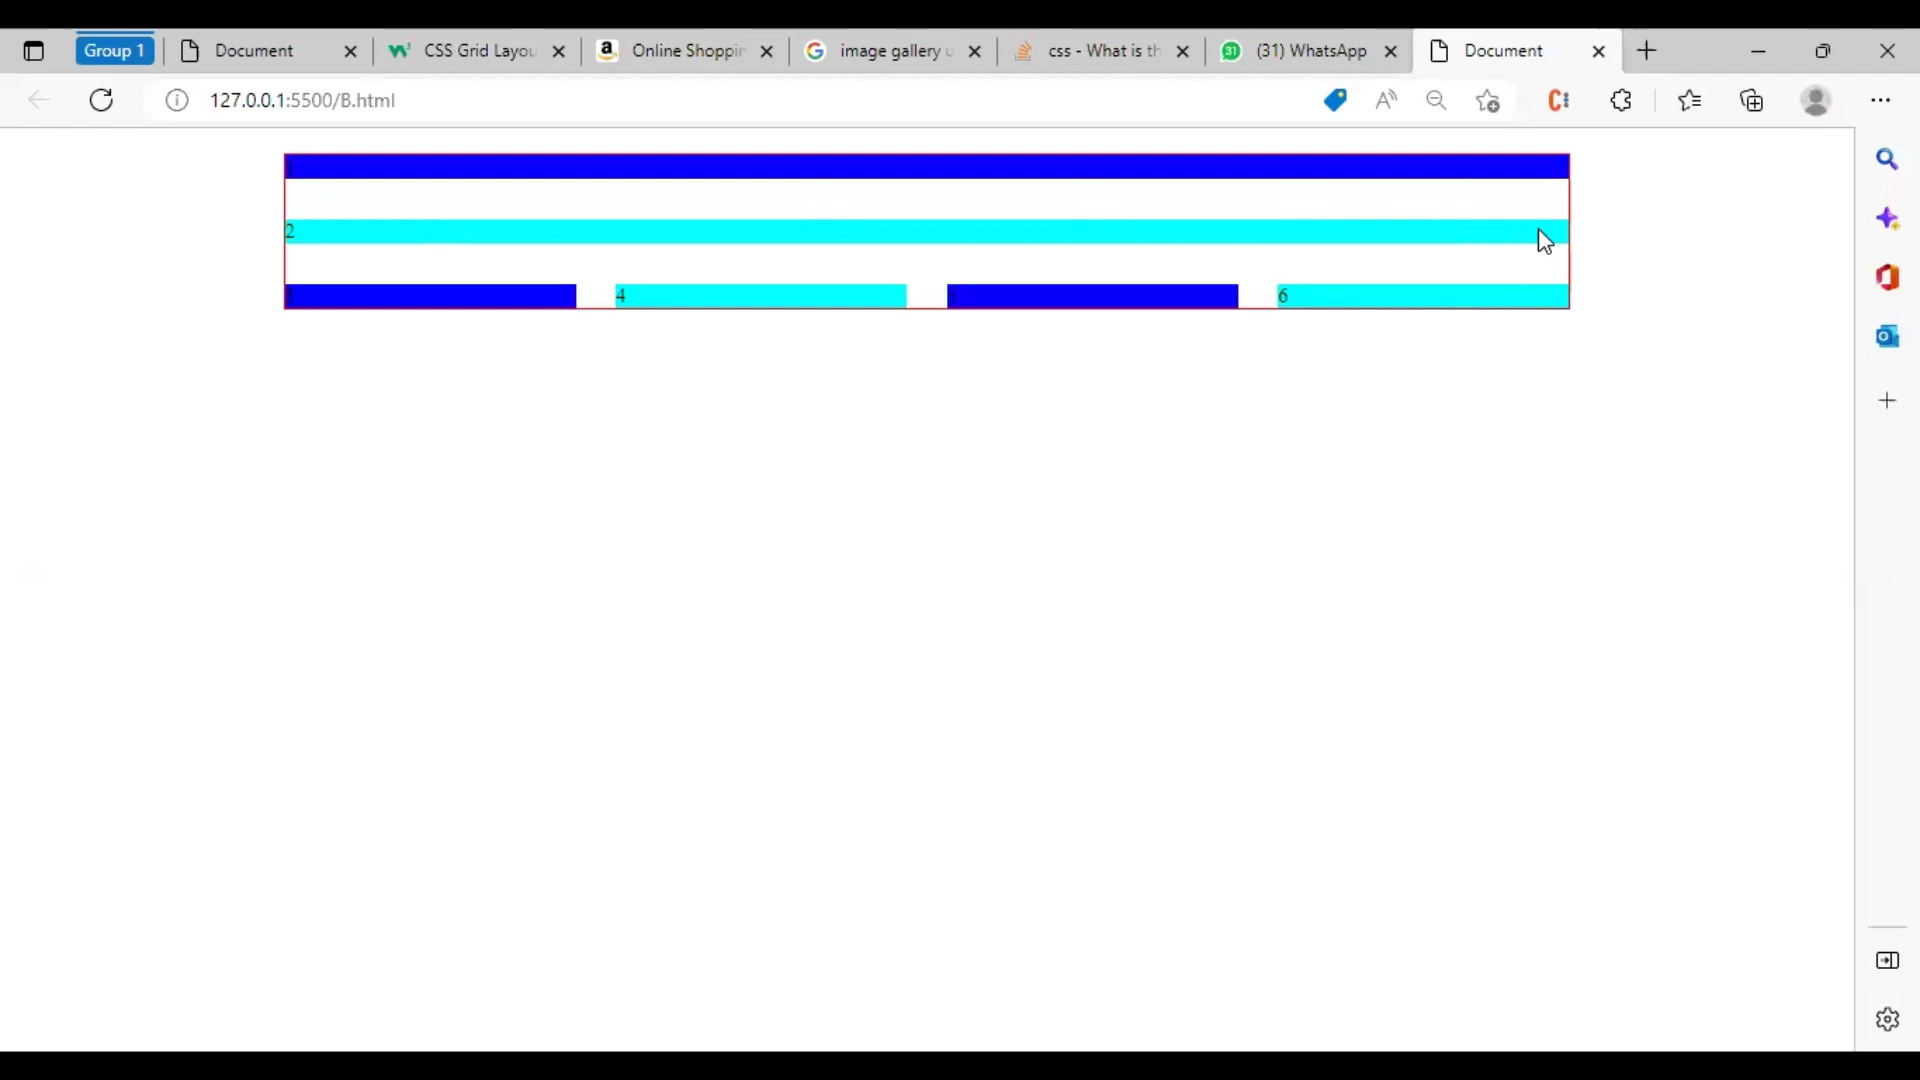 Group 1
Document
CSS Grid Layou
Online Shoppin
image gallery u
css - What is th
(31) WhatsApp
Document
127.0.0.1:5500/B.html
2
4
6